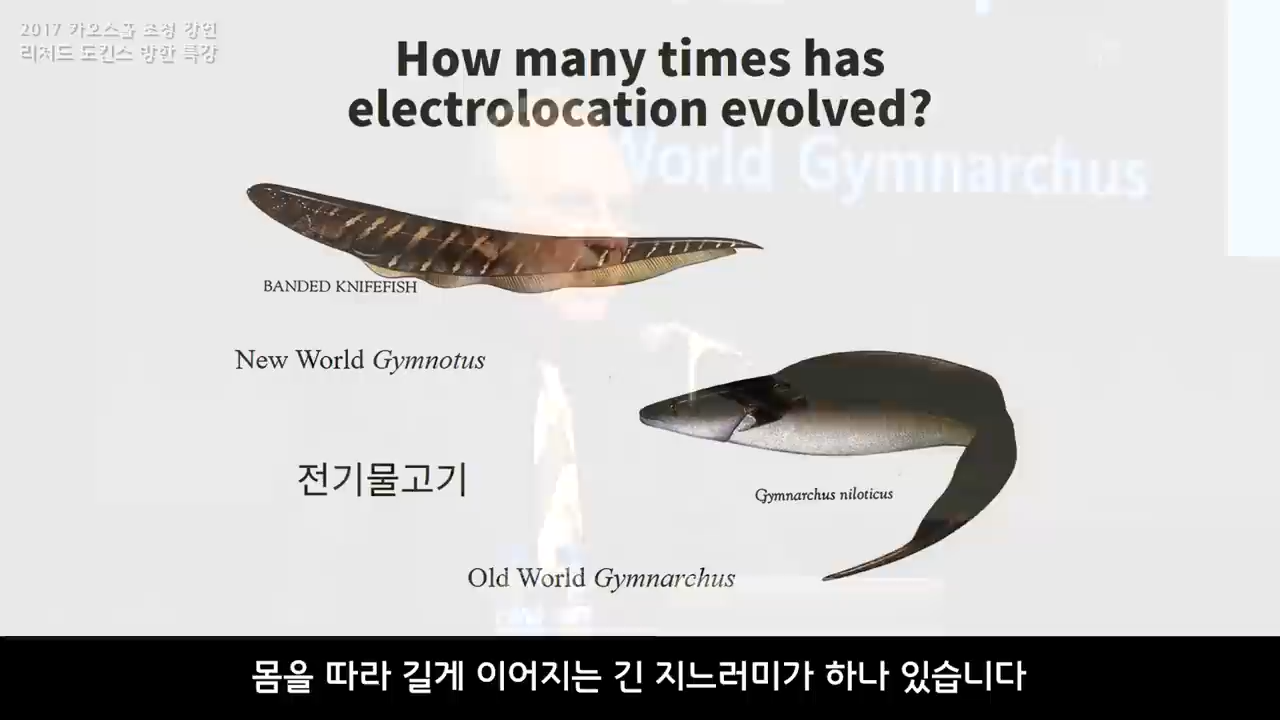 2017 카오스홀 초청 강연
리처드 도킨스 방한 특강
How many times has
electrolocation evolved?
World Gymnarchus
BANDED KNIFEFISH
New World Gymnotus
전기물고기
Gymnarchus niloticus
Old World Gymnarchus
몸을 따라 길게 이어지는 긴 지느러미가 하나 있습니다